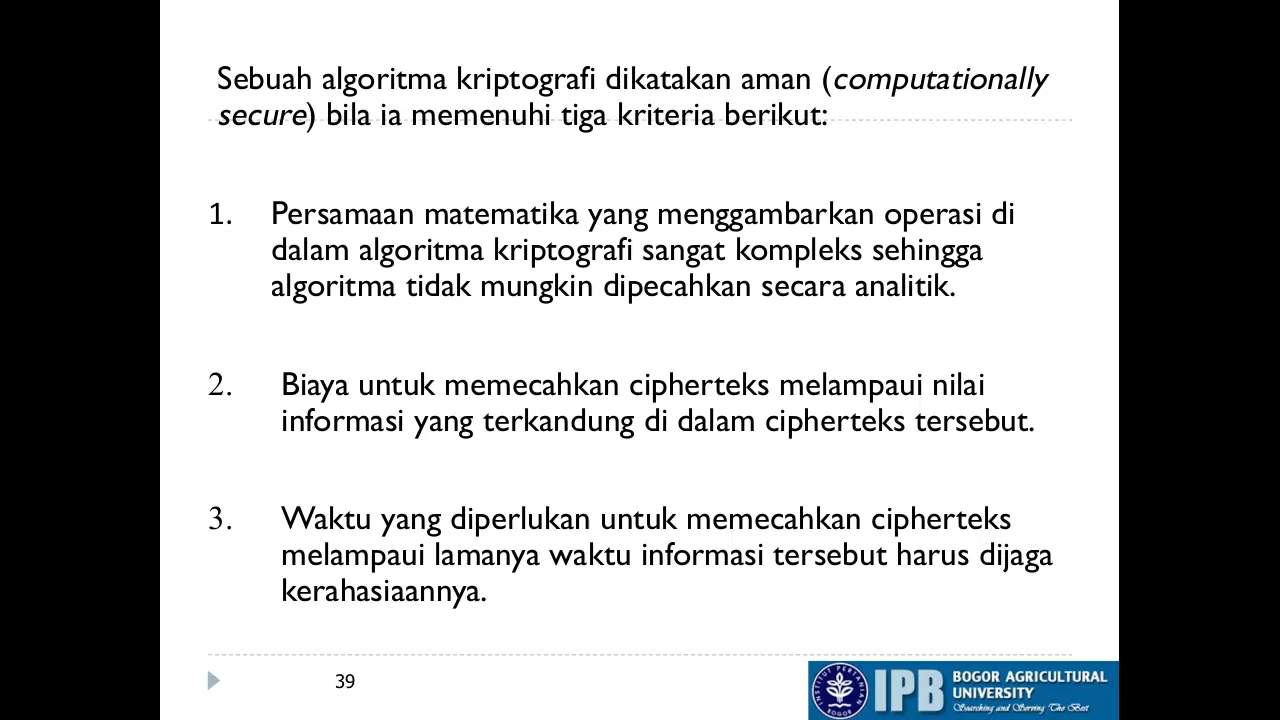 Sebuah algoritma kriptografi dikatakan aman (computationally
secure) bila ia memenuhi tiga kriteria berikut:
1. Persamaan matematika yang menggambarkan operasi di
dalam algoritma kriptografi sangat kompleks sehingga
algoritma tidak mungkin dipecahkan secara analitik.
2. Biaya untuk memecahkan cipherteks melampaui nilai
informasi yang terkandung di dalam cipherteks tersebut.
3. Waktu yang diperlukan untuk memecahkan cipherteks
melampaui lamanya waktu informasi tersebut harus dijaga
kerahasiaannya.
39
INSTITUT PERTANIAN
BOGOR
IPB
BOGOR AGRICULTURAL
UNIVERSITY
Searching and Serving The Best